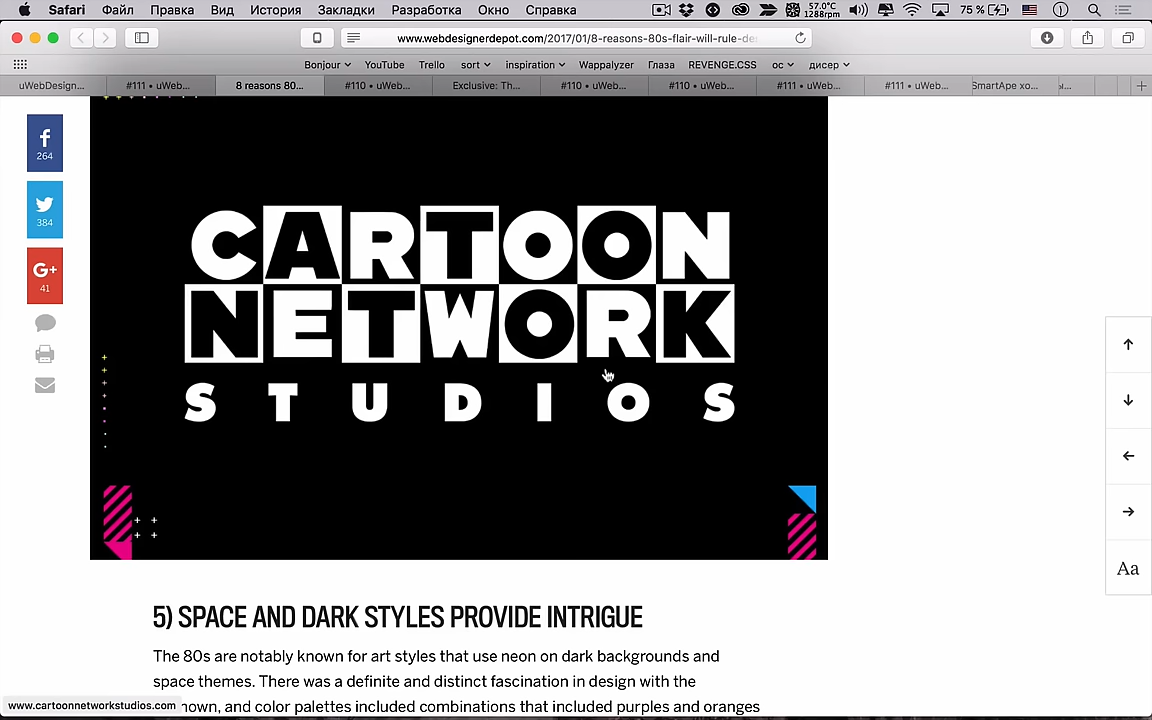 Safari Файл Правка Вид История Закладки Разработка Окно Справка 57.0°C 1288rpm 75 %
www.webdesignerdepot.com/2017/01/8-reasons-80s-flair-will-rule-de
Bonjour YouTube Trello sort inspiration Wappalyzer Глаза REVENGE.CSS ос дисер
uWebDesign... #111 • uWeb... 8 reasons 80... #110 • uWeb... Exclusive: Th... #110 • uWeb... #110 • uWeb... #111 • uWeb... #111 • uWeb... SmartApe хо...
264
384
G+
41
CARTOON
NETWORK
STUDIOS
Aa
5) SPACE AND DARK STYLES PROVIDE INTRIGUE
The 80s are notably known for art styles that use neon on dark backgrounds and
space themes. There was a definite and distinct fascination in design with the
nown, and color palettes included combinations that included purples and oranges
www.cartoonnetworkstudios.com